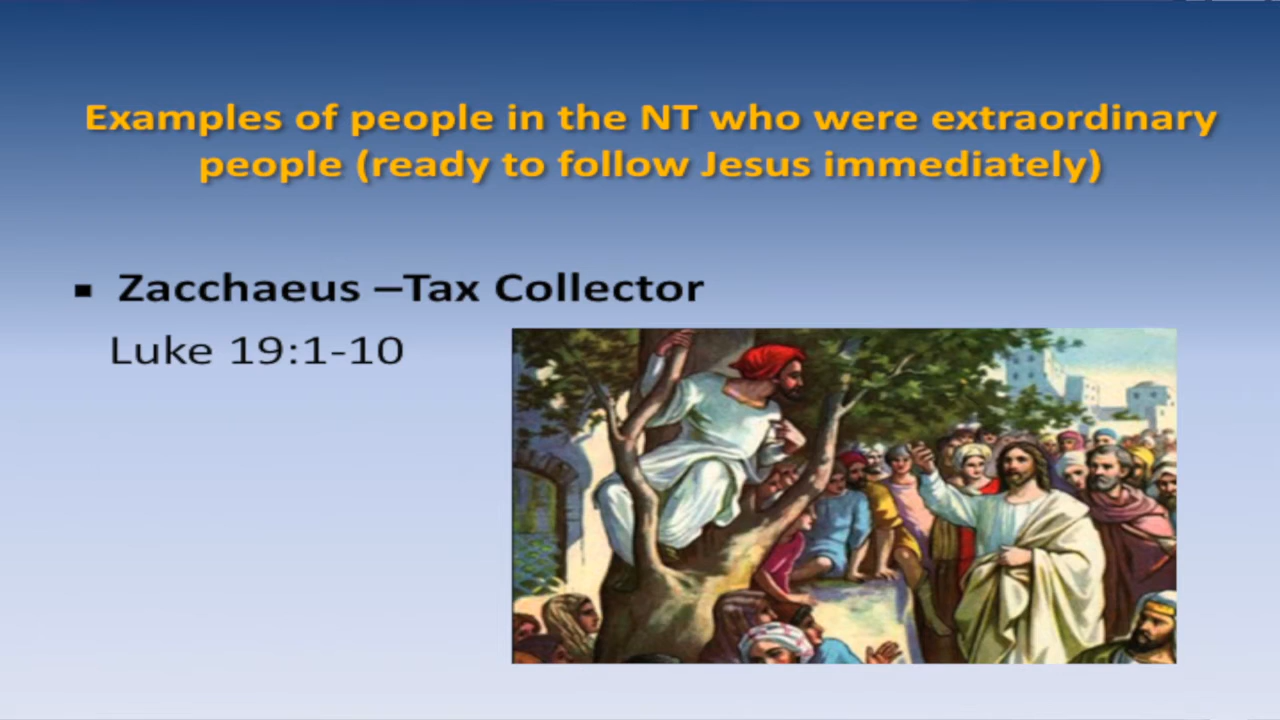 Examples of people in the NT who were extraordinary
people (ready to follow Jesus immediately)
▪ Zacchaeus –Tax Collector
Luke 19:1-10